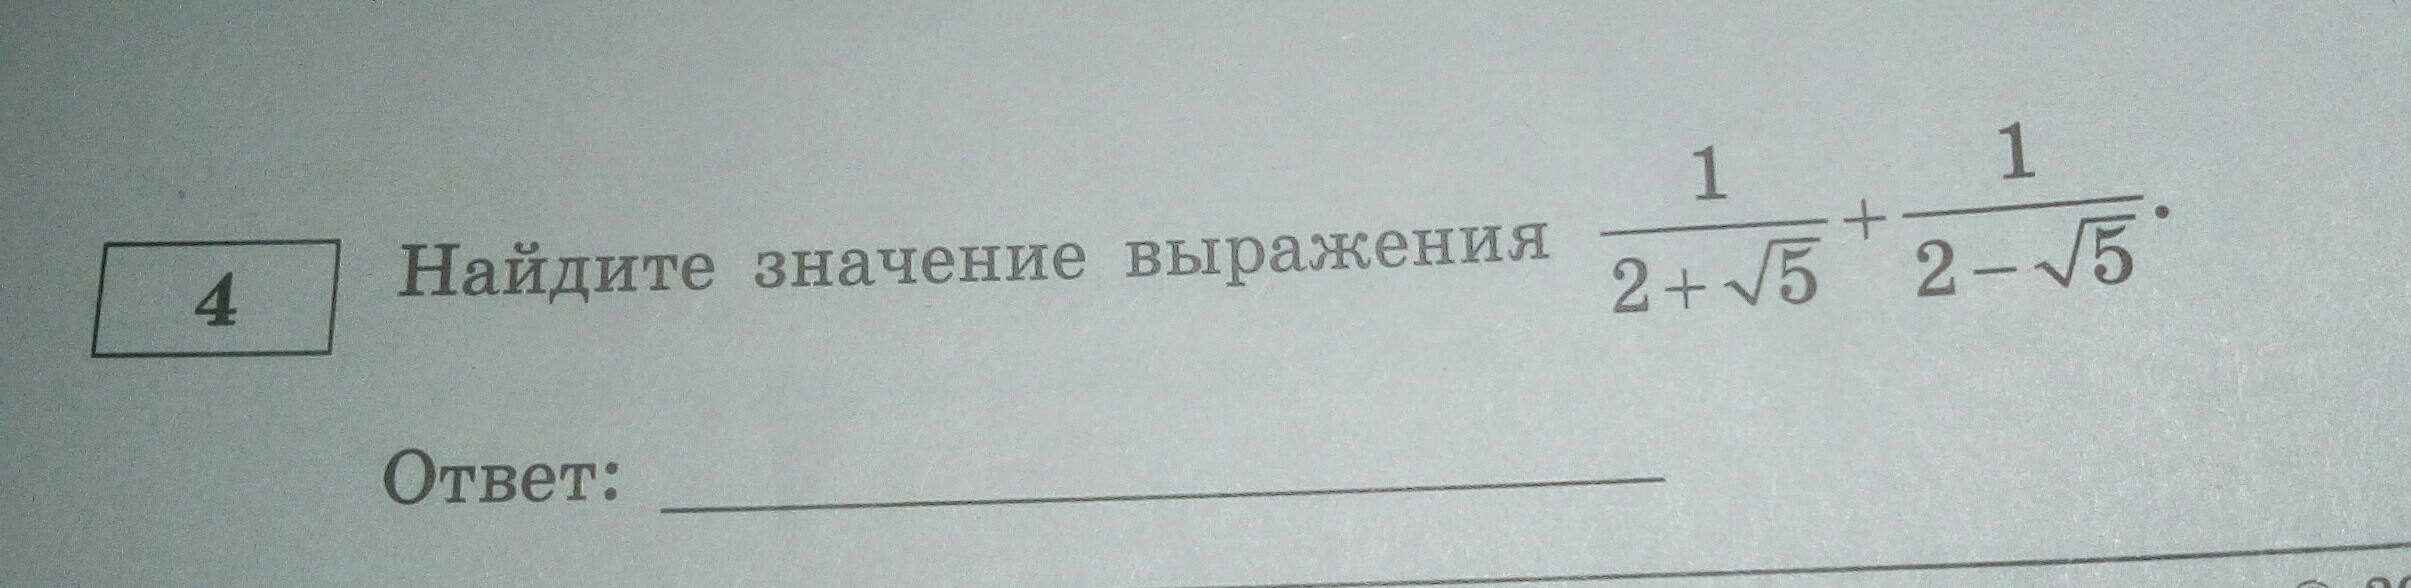 4 Найдите значение выражения 1/(2 + √5) + 1/(2 − √5).
Ответ: